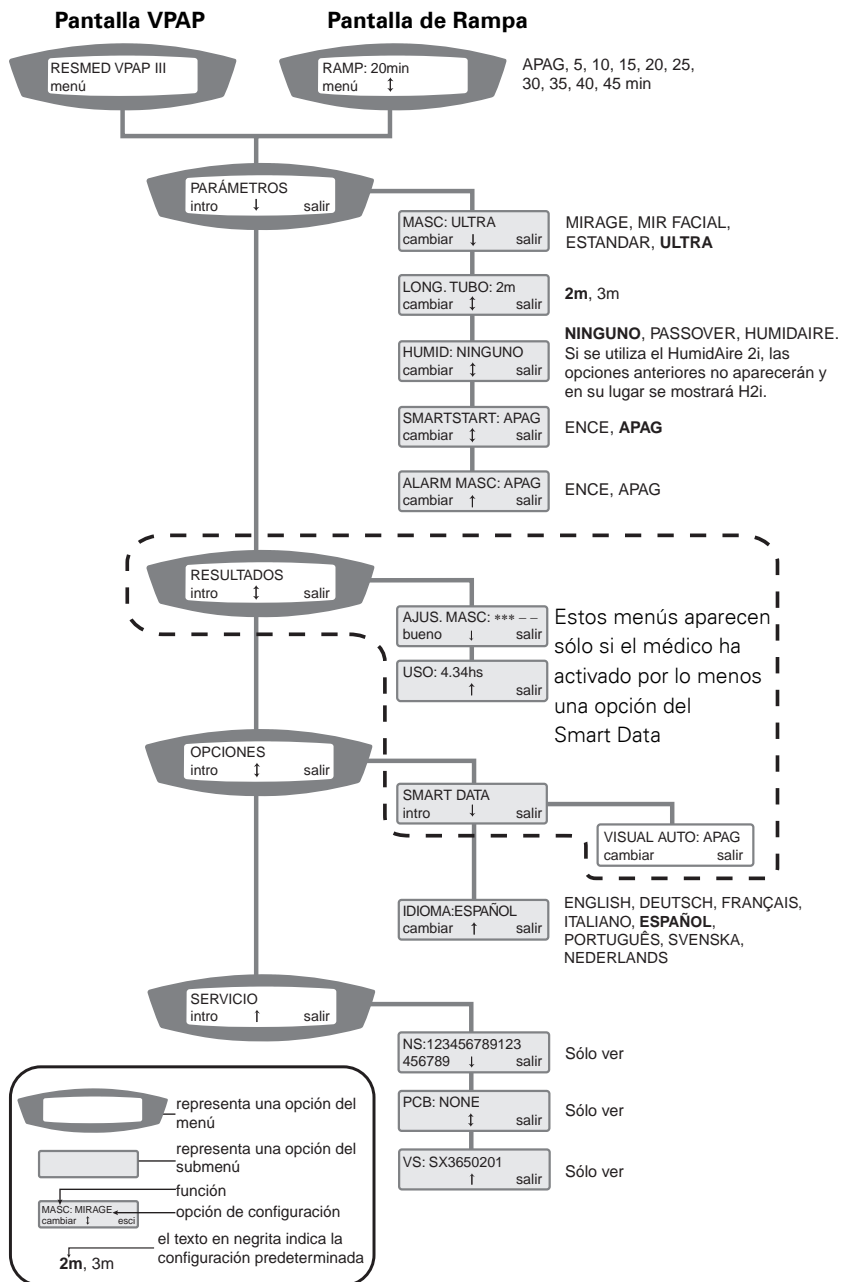 Pantalla VPAP
Pantalla de Rampa
RESMED VPAP III
menú
RAMP: 20min
menú ↕
APAG, 5, 10, 15, 20, 25,
30, 35, 40, 45 min
PARÁMETROS
intro ↓ salir
MASC: ULTRA
cambiar ↓ salir
MIRAGE, MIR FACIAL,
ESTANDAR, ULTRA
LONG. TUBO: 2m
cambiar ↕ salir
2m, 3m
HUMID: NINGUNO
cambiar ↕ salir
NINGUNO, PASSOVER, HUMIDAIRE.
Si se utiliza el HumidAire 2i, las
opciones anteriores no aparecerán y
en su lugar se mostrará H2i.
SMARTSTART: APAG
cambiar ↕ salir
ENCE, APAG
ALARM MASC: APAG
cambiar ↑ salir
ENCE, APAG
RESULTADOS
intro ↕ salir
AJUS. MASC: *** – –
bueno ↓ salir
USO: 4.34hs
↑ salir
Estos menús aparecen
sólo si el médico ha
activado por lo menos
una opción del
Smart Data
OPCIONES
intro ↕ salir
SMART DATA
intro ↓ salir
VISUAL AUTO: APAG
cambiar salir
IDIOMA:ESPAÑOL
cambiar ↑ salir
ENGLISH, DEUTSCH, FRANÇAIS,
ITALIANO, ESPAÑOL,
PORTUGUÊS, SVENSKA,
NEDERLANDS
SERVICIO
intro ↑ salir
NS:123456789123
456789 ↓ salir
Sólo ver
PCB: NONE
↕ salir
Sólo ver
VS: SX3650201
↑ salir
Sólo ver
representa una opción del
menú
representa una opción del
submenú
función
MASC: MIRAGE
cambiar ↕ esci
opción de configuración
el texto en negrita indica la
configuración predeterminada
2m, 3m